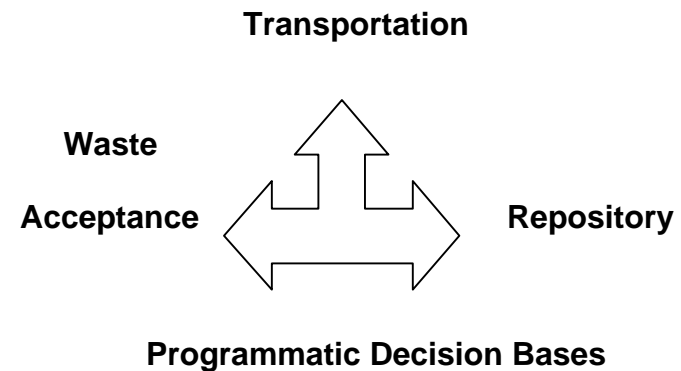 Transportation
Waste
Acceptance
Repository
Programmatic Decision Bases